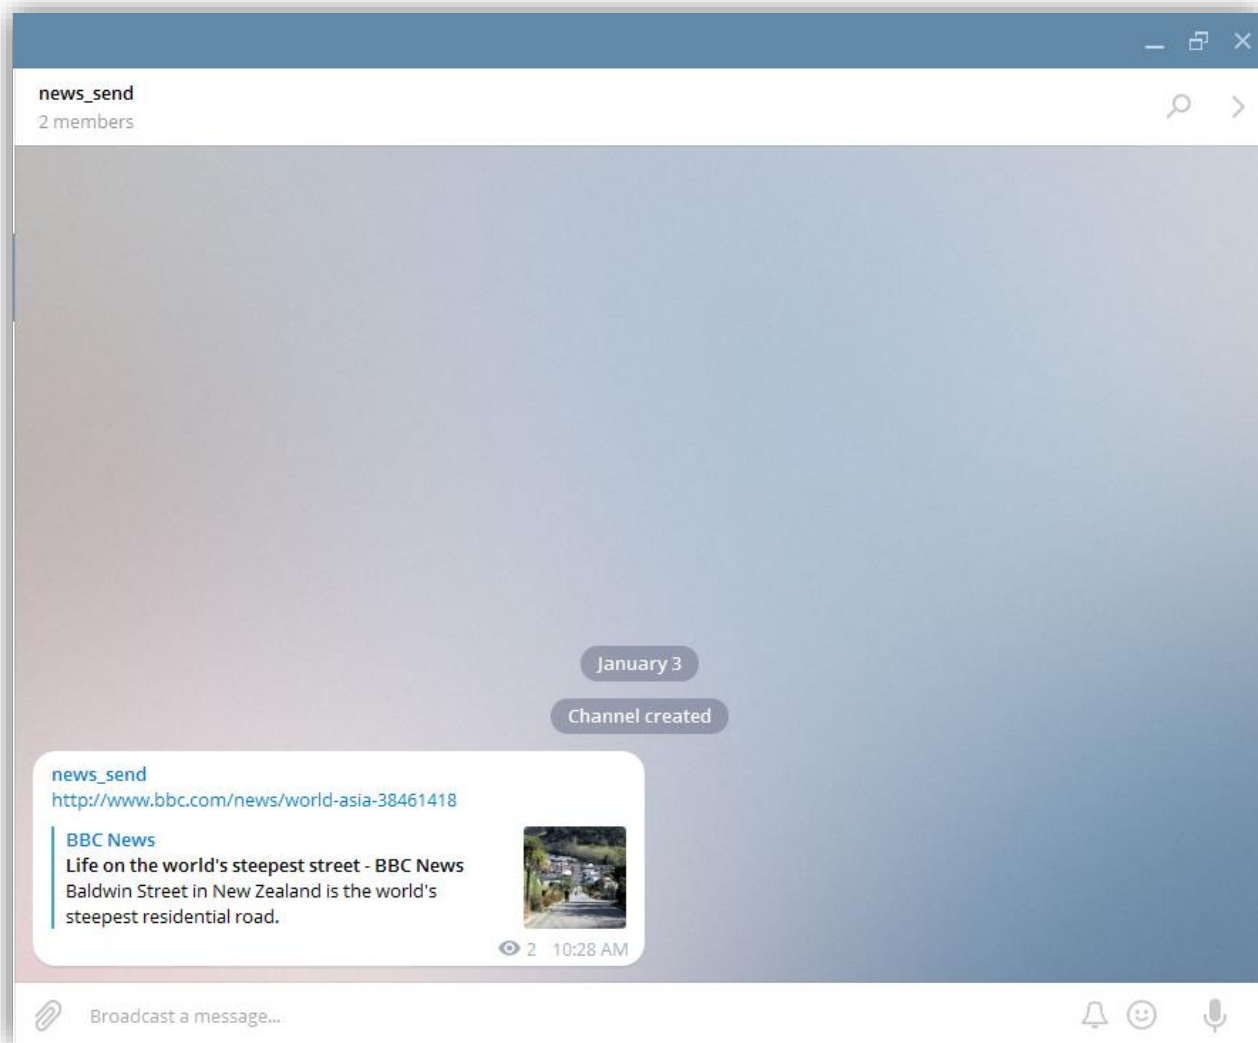 news_send
2 members
January 3
Channel created
news_send
http://www.bbc.com/news/world-asia-38461418
BBC News
Life on the world's steepest street - BBC News
Baldwin Street in New Zealand is the world's
steepest residential road.
2 10:28 AM
Broadcast a message...